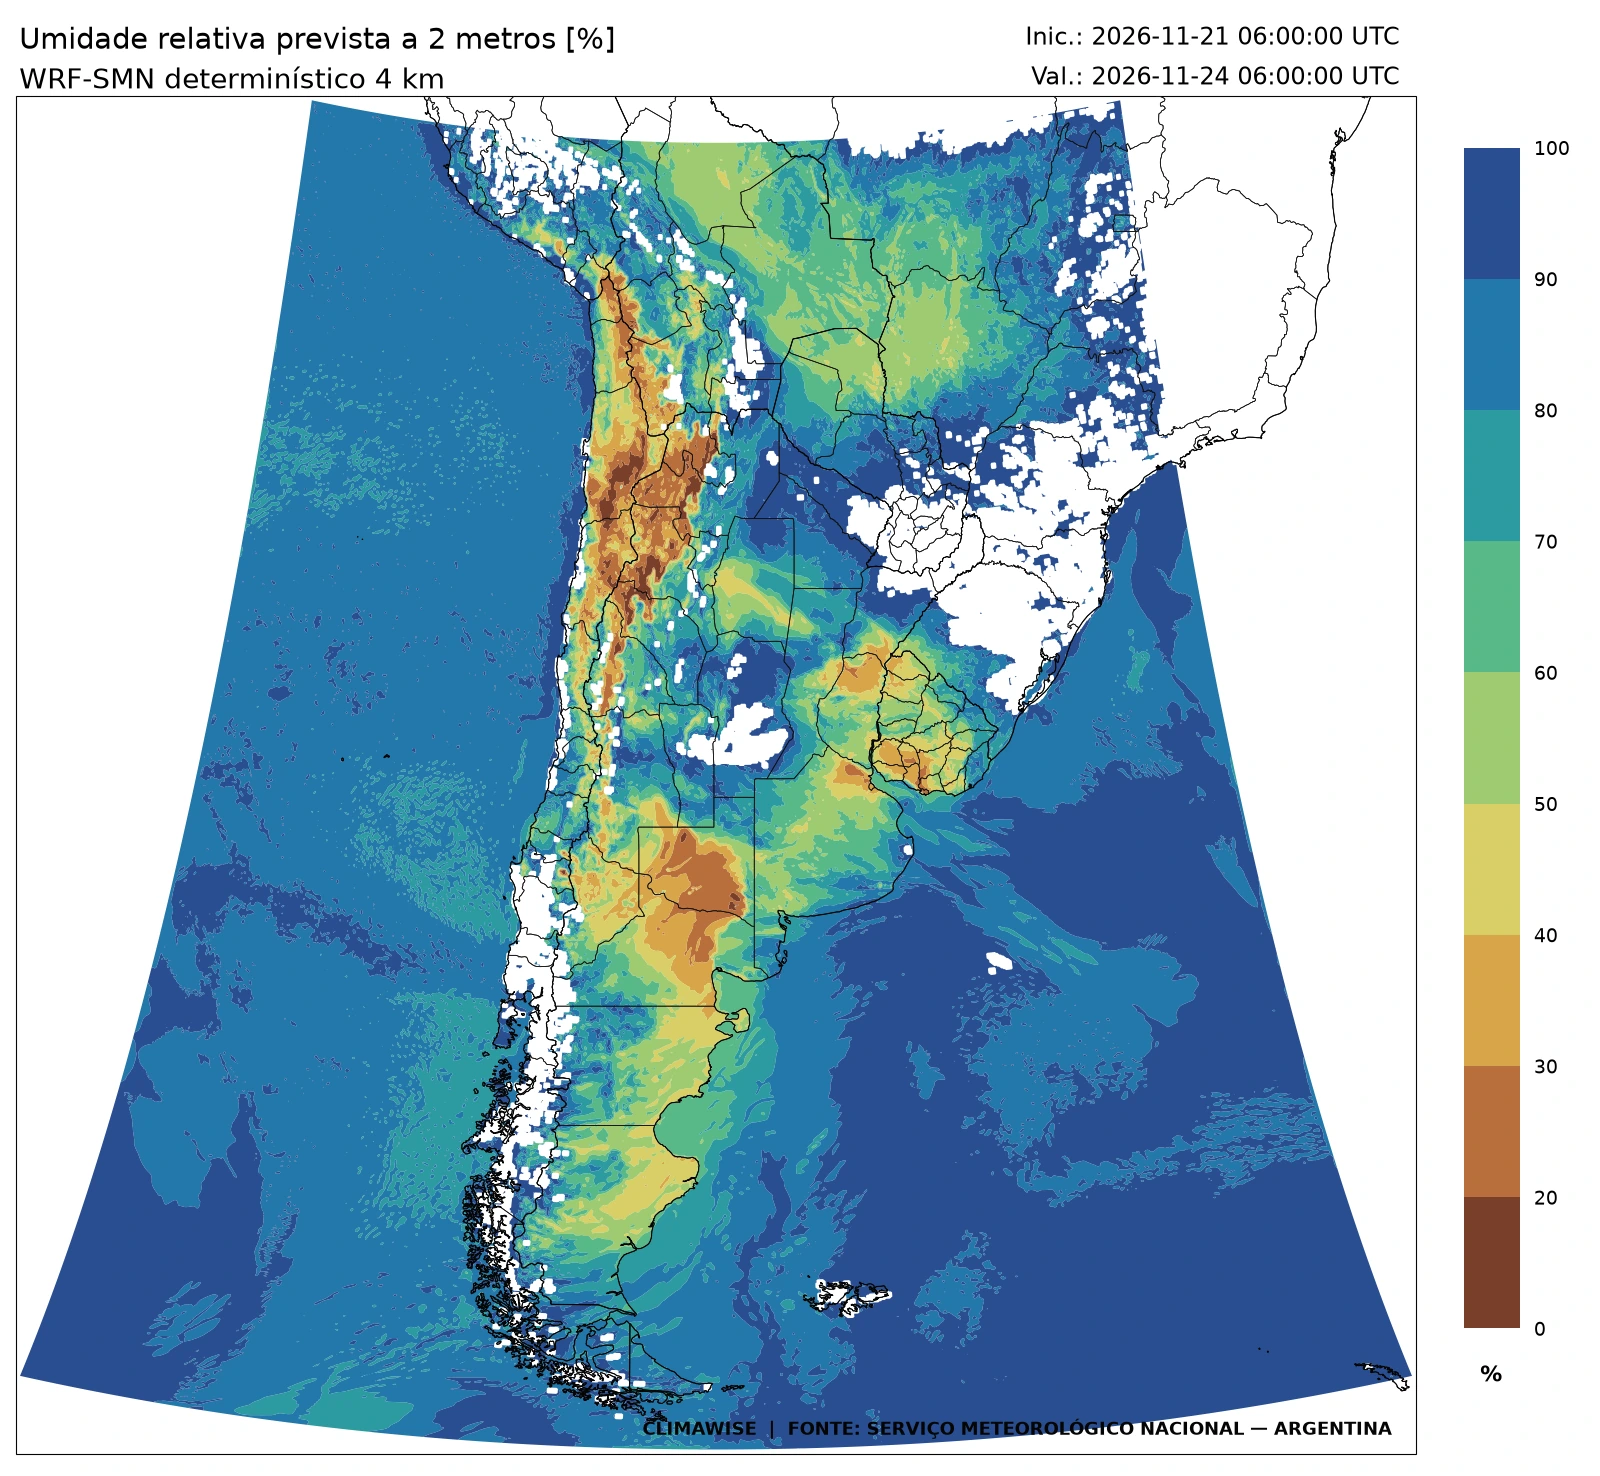 Umidade relativa prevista a 2 metros [%]
WRF-SMN determinístico 4 km
Inic.: 2026-11-21 06:00:00 UTC
Val.: 2026-11-24 06:00:00 UTC
100
90
80
70
60
50
40
30
20
0
%
CLIMAWISE | FONTE: SERVIÇO METEOROLÓGICO NACIONAL — ARGENTINA